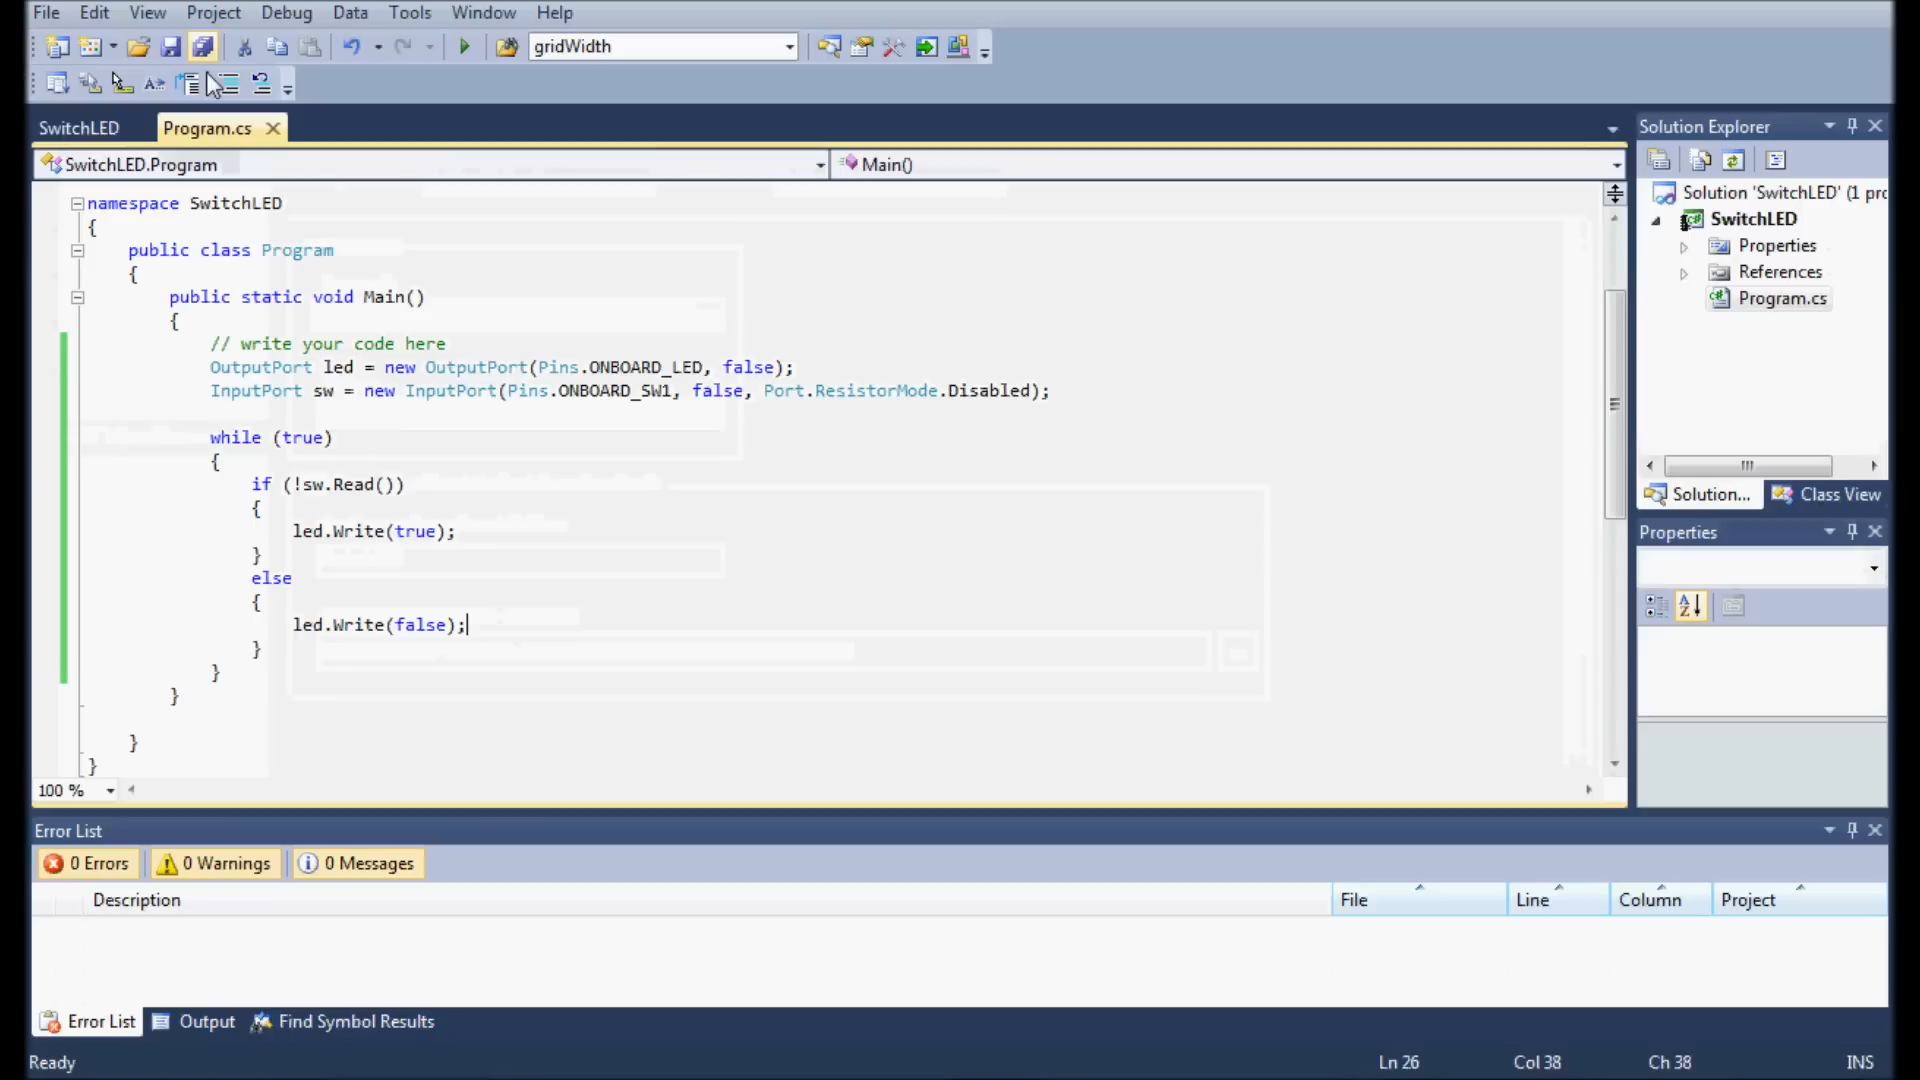 File Edit View Project Debug Data Tools Window Help
gridWidth
SwitchLED Program.cs
SwitchLED.Program Main()
namespace SwitchLED
{
public class Program
{
public static void Main()
{
// write your code here
OutputPort led = new OutputPort(Pins.ONBOARD_LED, false);
InputPort sw = new InputPort(Pins.ONBOARD_SW1, false, Port.ResistorMode.Disabled);
while (true)
{
if (!sw.Read())
{
led.Write(true);
}
else
{
led.Write(false);
}
}
}
}
}
100 %
Solution Explorer
Solution 'SwitchLED' (1 pro
SwitchLED
Properties
References
Program.cs
Solution... Class View
Properties
Error List
0 Errors 0 Warnings 0 Messages
Description File Line Column Project
Error List Output Find Symbol Results
Ready Ln 26 Col 38 Ch 38 INS